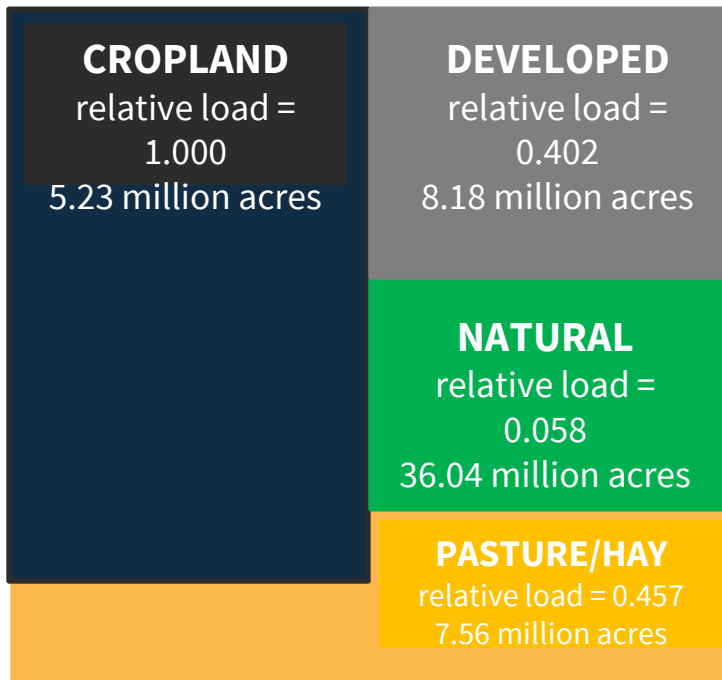 CROPLAND
relative load =
1.000
5.23 million acres
DEVELOPED
relative load =
0.402
8.18 million acres
NATURAL
relative load =
0.058
36.04 million acres
PASTURE/HAY
relative load = 0.457
7.56 million acres